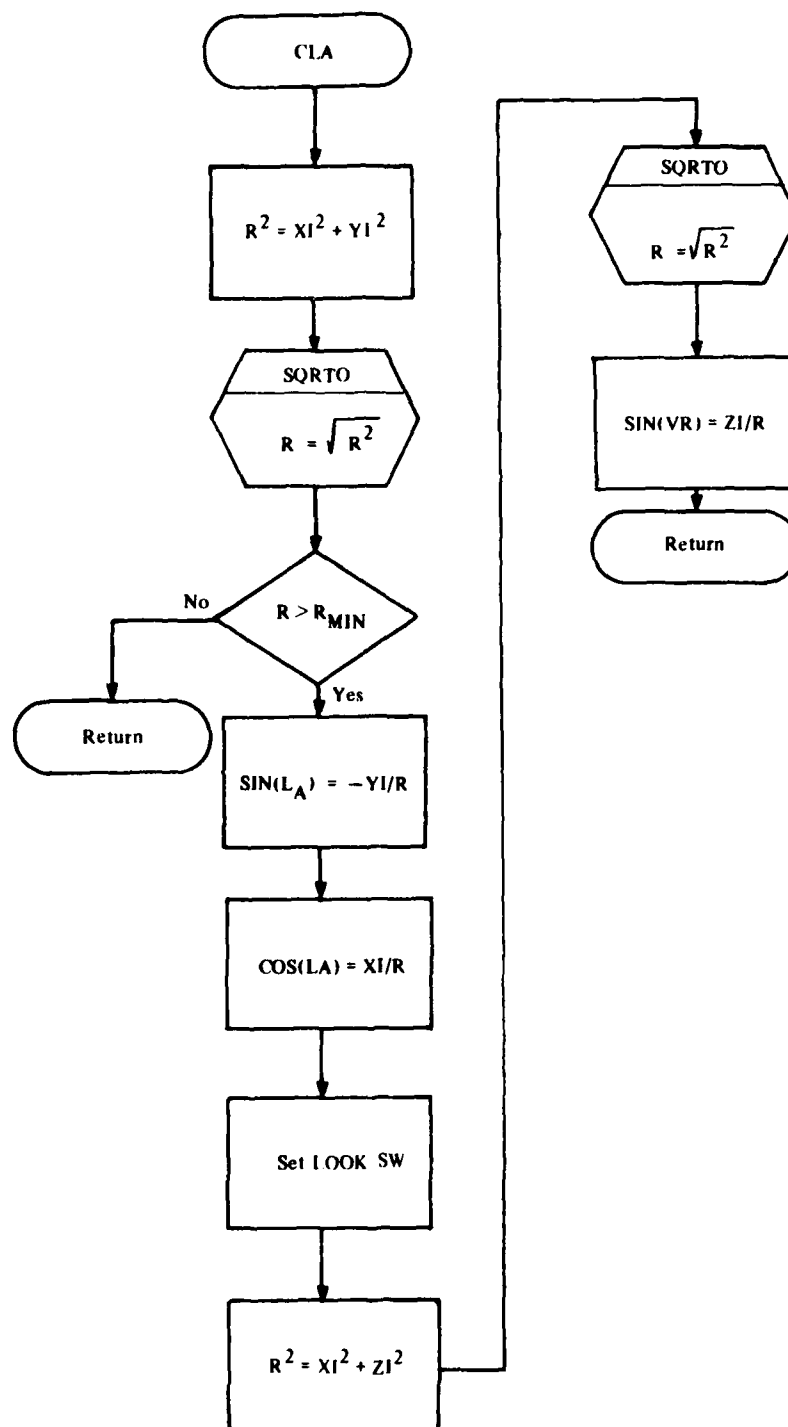 CLA
R² = XI² + YI²
SQRTO
R = √R²
R > R_MIN
No
Yes
Return
SIN(L_A) = −YI/R
COS(LA) = XI/R
Set LOOK SW
R² = XI² + ZI²
SQRTO
R = √R²
SIN(VR) = ZI/R
Return